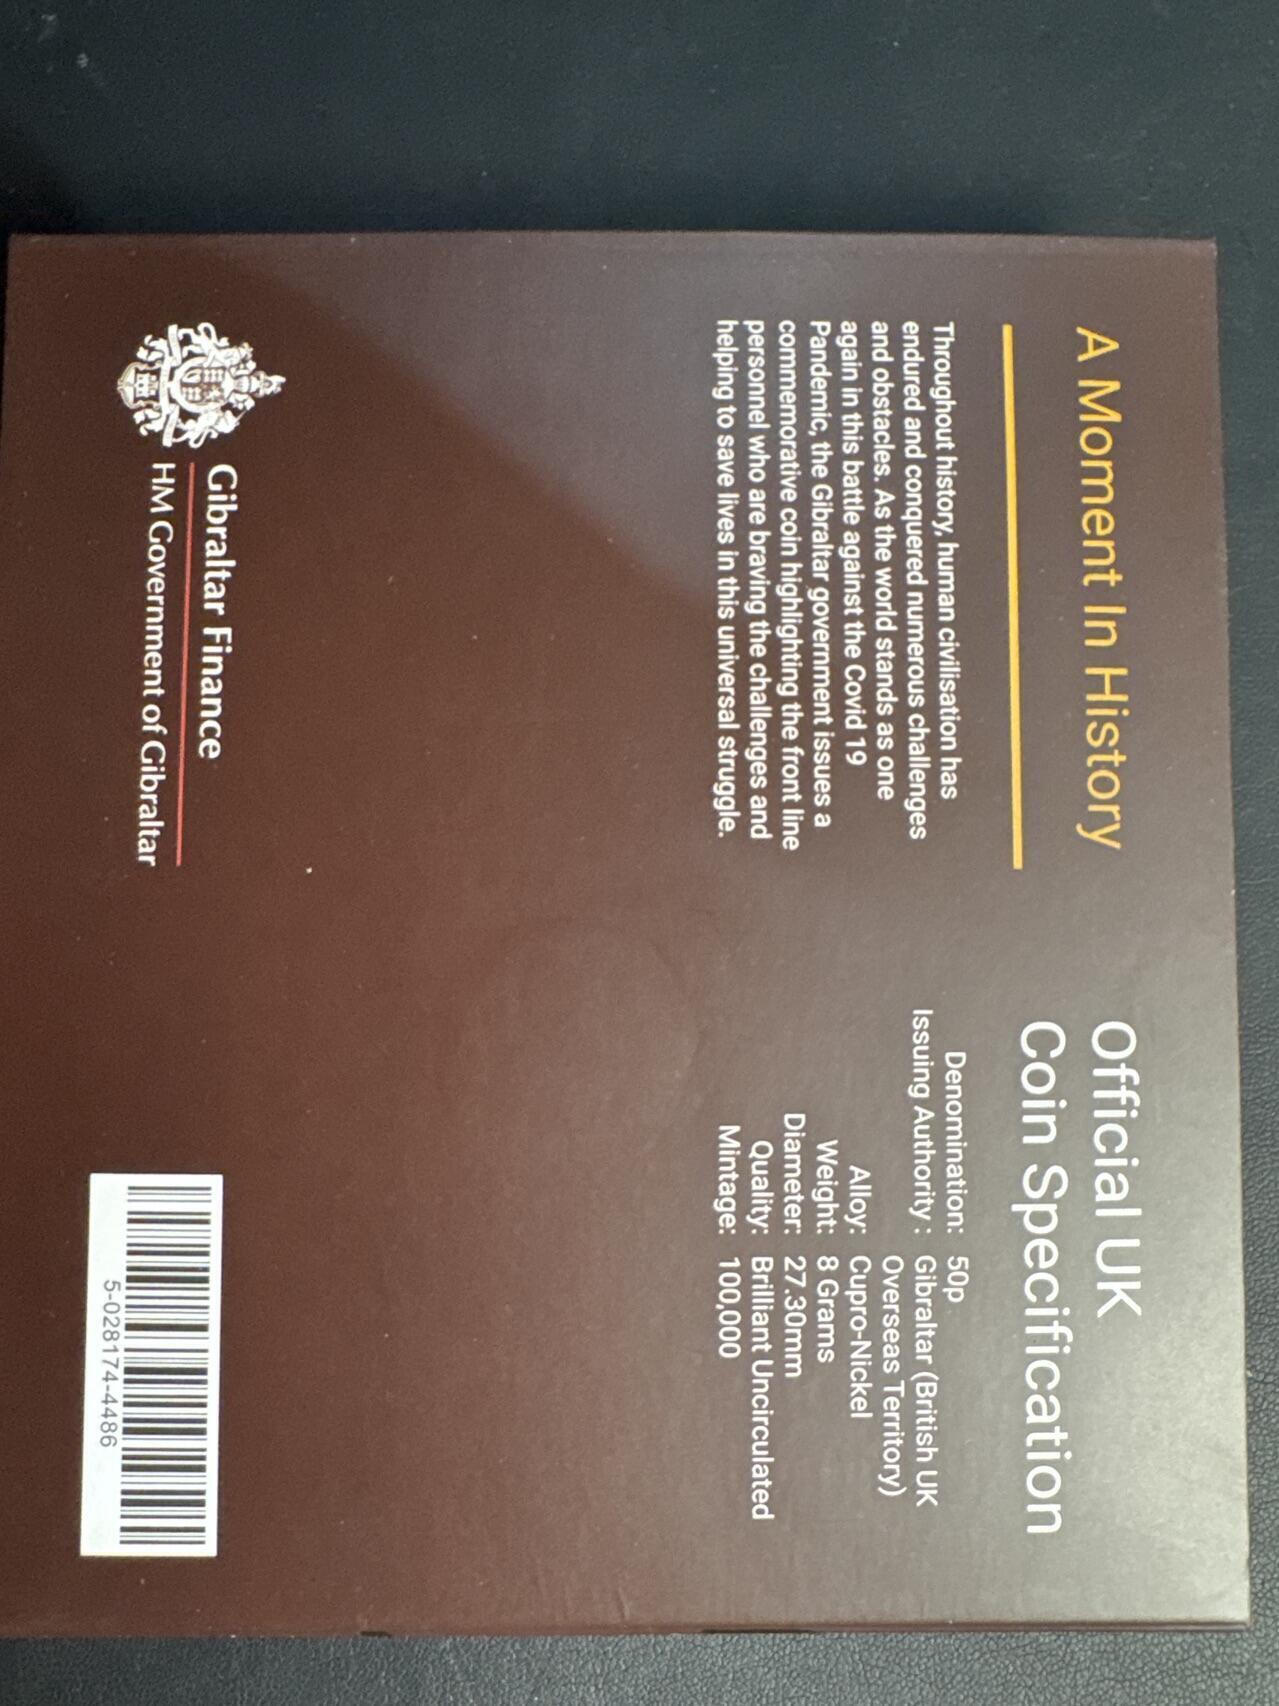 A Moment In History
Throughout history, human civilisation has
endured and conquered numerous challenges
and obstacles. As the world stands as one
again in this battle against the Covid 19
Pandemic, the Gibraltar government issues a
commemorative coin highlighting the front line
personnel who are braving the challenges and
helping to save lives in this universal struggle.
Gibraltar Finance
HM Government of Gibraltar
Official UK
Coin Specification
Denomination: 50p
Issuing Authority : Gibraltar (British UK
Overseas Territory)
Alloy: Cupro-Nickel
Weight: 8 Grams
Diameter: 27.30mm
Quality: Brilliant Uncirculated
Mintage: 100,000
5-028174-4486